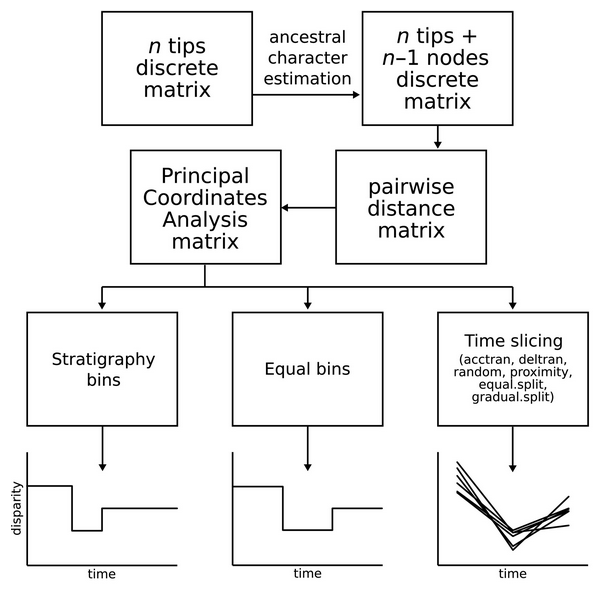 n tips
discrete
matrix
ancestral
character
estimation
n tips +
n–1 nodes
discrete
matrix
Principal
Coordinates
Analysis
matrix
pairwise
distance
matrix
Stratigraphy
bins
Equal bins
Time slicing
(acctran, deltran,
random, proximity,
equal.split,
gradual.split)
disparity
time
time
time